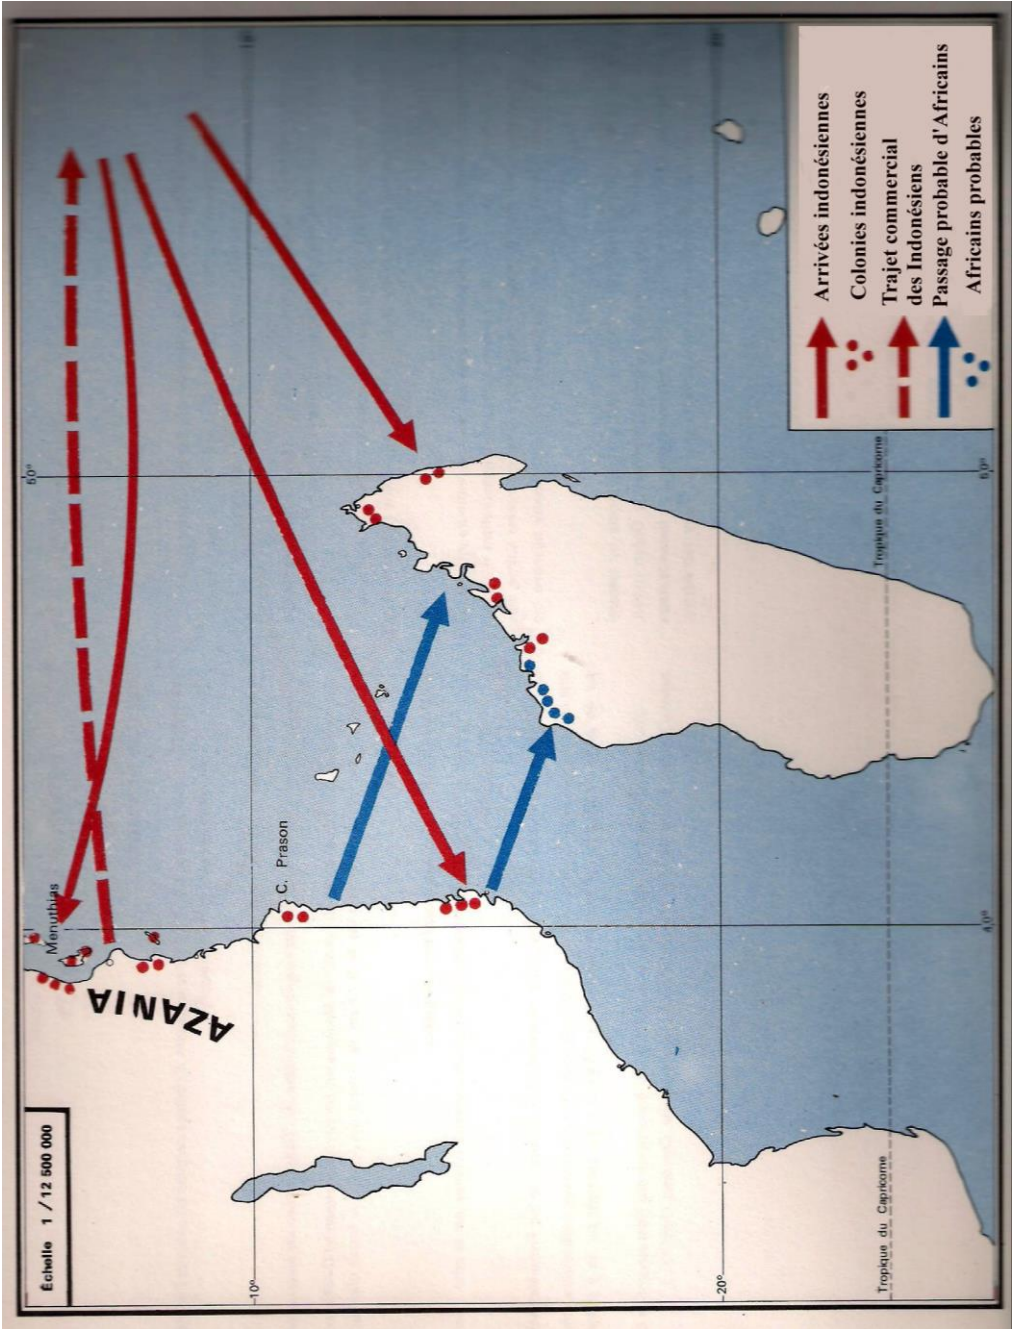 Échelle 1 / 12 500 000
Menuthias
50°
AZANIA
10°
C. Prason
20°
Tropique du Capricorne
Tropique du Capricorne
40°
50°
Arrivées indonésiennes
Colonies indonésiennes
Trajet commercial
des Indonésiens
Passage probable d'Africains
Africains probables